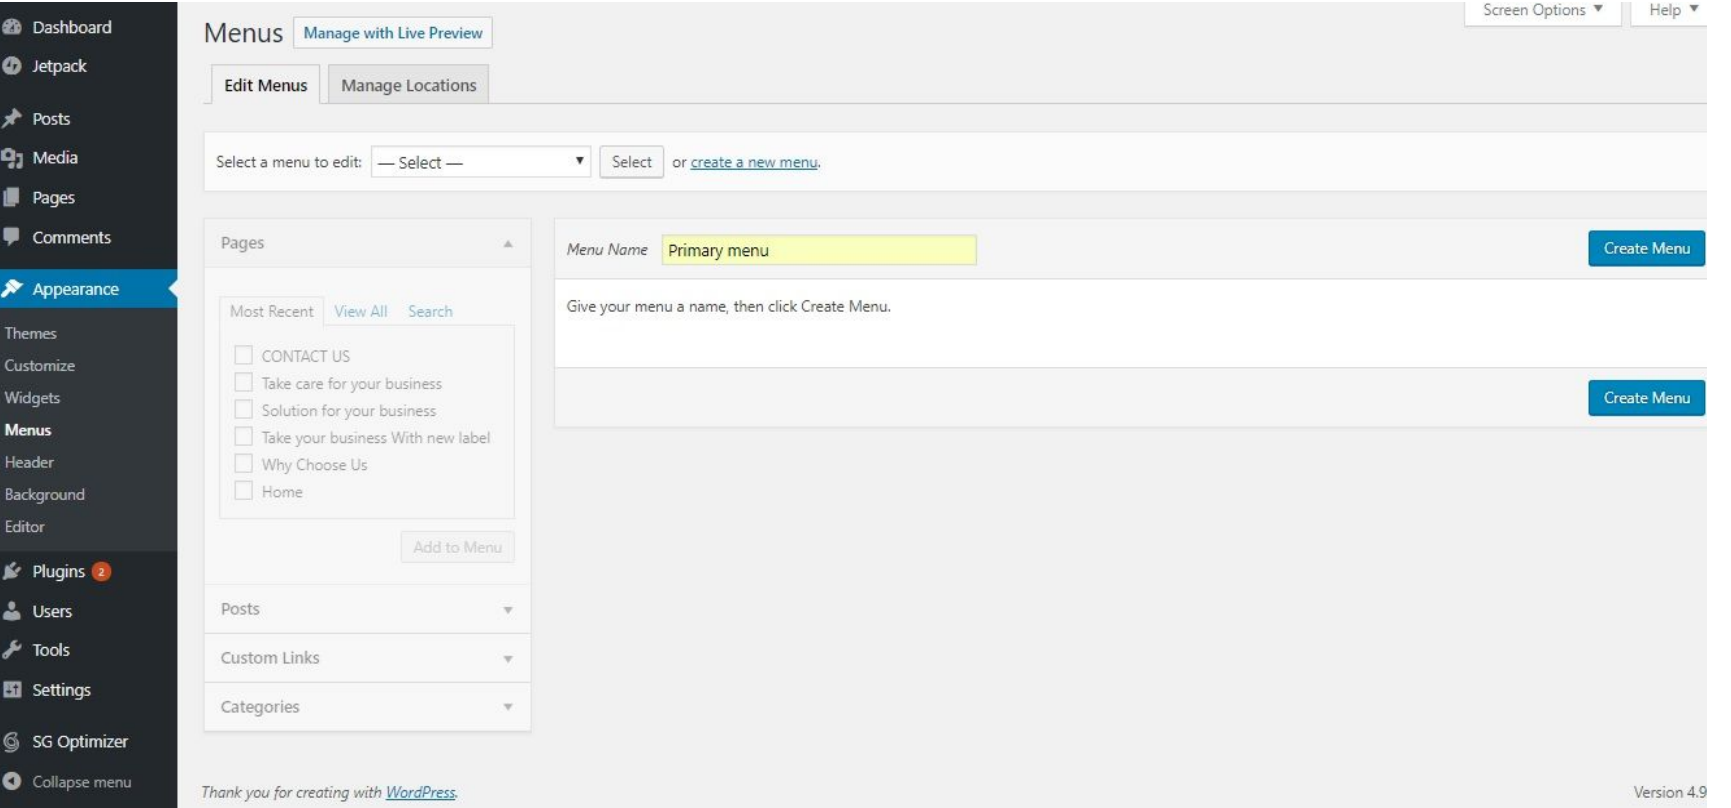 Dashboard
Jetpack
Posts
Media
Pages
Comments
Appearance
Themes
Customize
Widgets
Menus
Header
Background
Editor
Plugins 2
Users
Tools
Settings
SG Optimizer
Collapse menu
Screen Options Help
Menus Manage with Live Preview
Edit Menus Manage Locations
Select a menu to edit: — Select — Select or create a new menu.
Pages
Most Recent View All Search
CONTACT US
Take care for your business
Solution for your business
Take your business With new label
Why Choose Us
Home
Add to Menu
Posts
Custom Links
Categories
Menu Name Primary menu Create Menu
Give your menu a name, then click Create Menu.
Create Menu
Thank you for creating with WordPress. Version 4.9